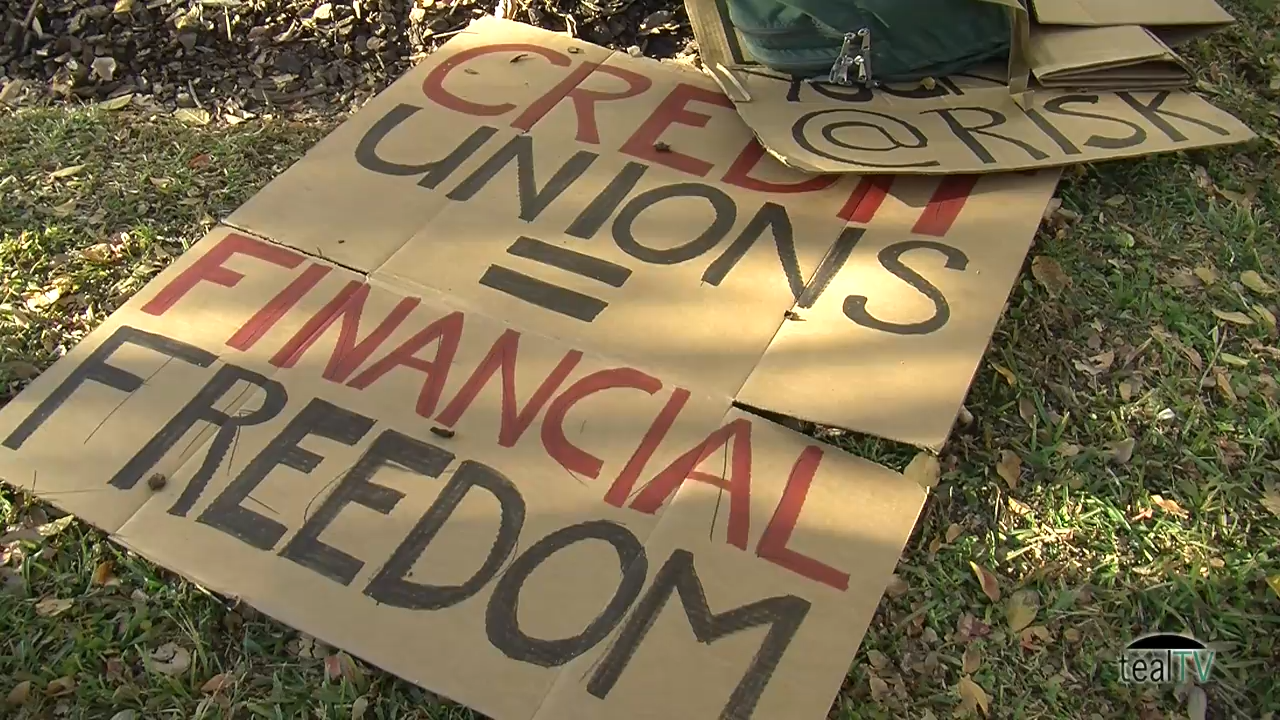 CREDIT
UNIONS
=
FINANCIAL
FREEDOM
@RISK
tealTV